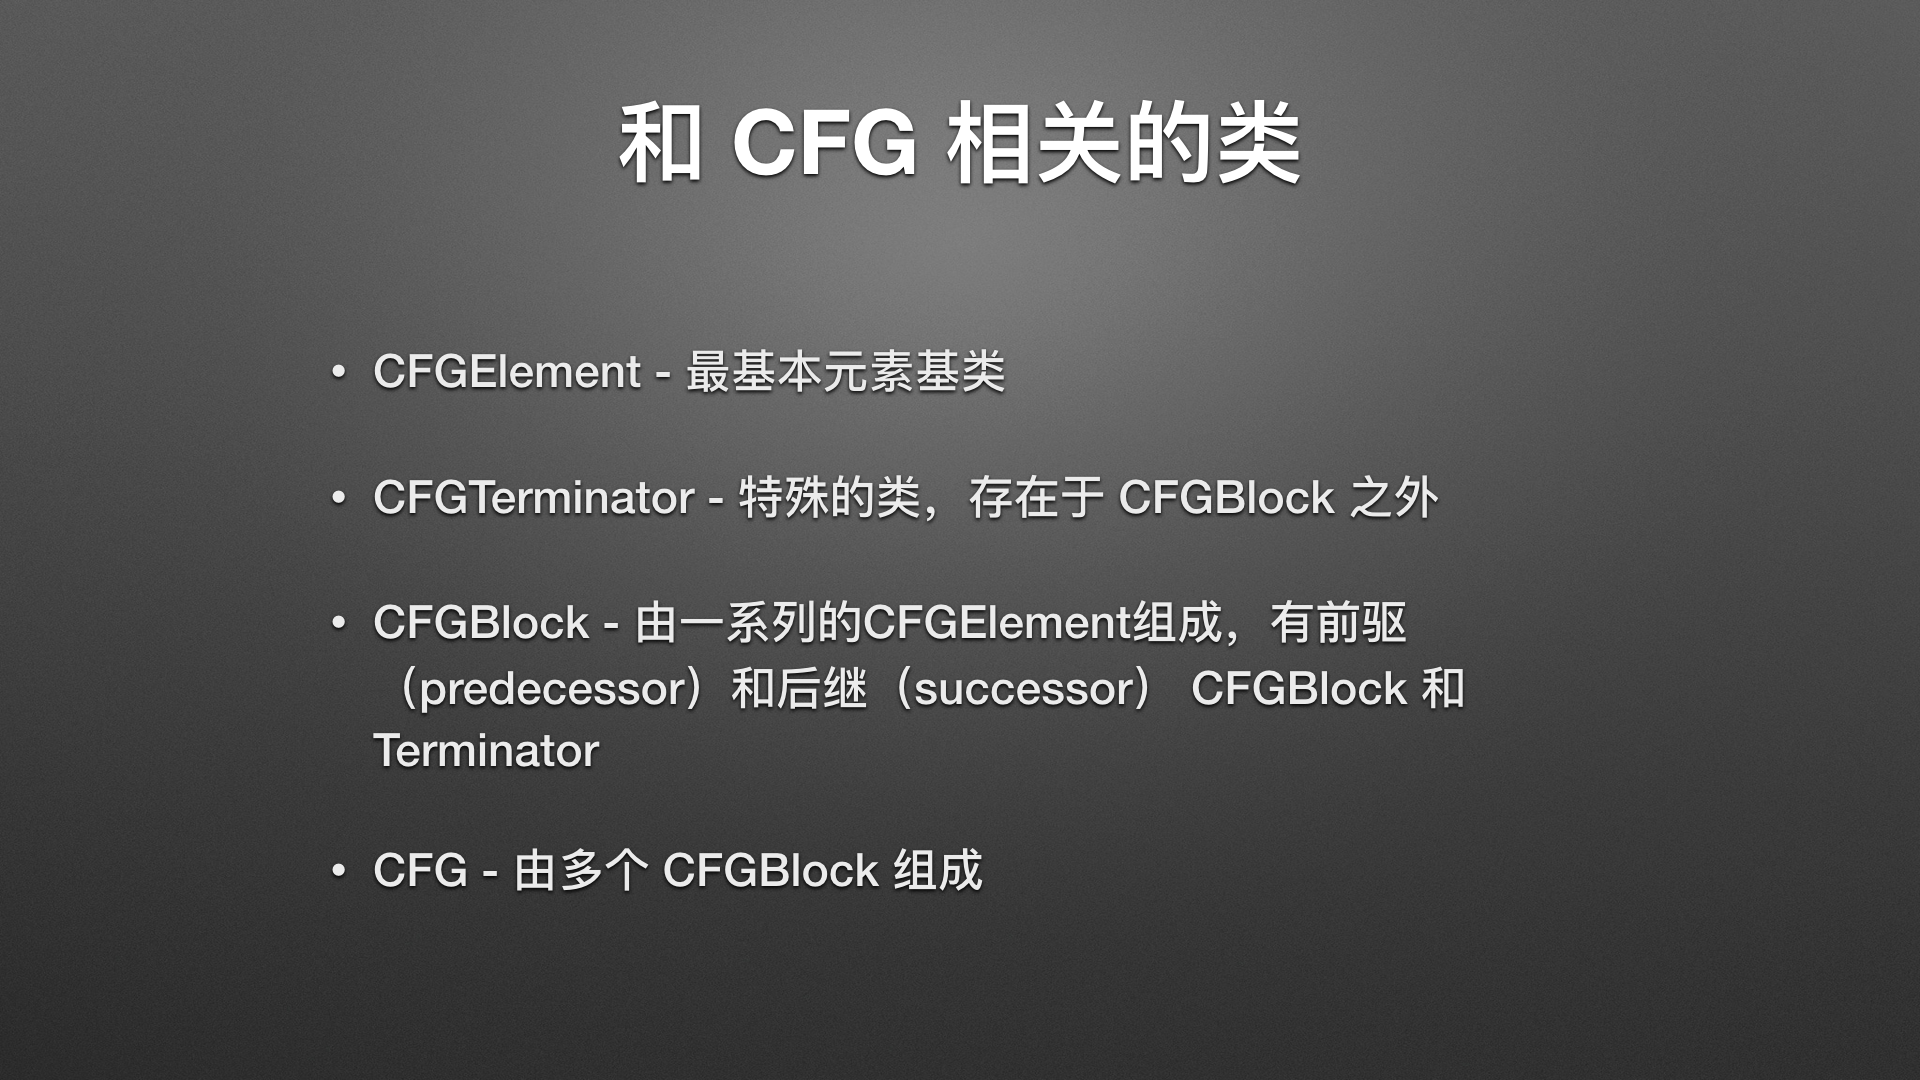 和 CFG 相关的类
• CFGElement - 最基本元素基类
• CFGTerminator - 特殊的类，存在于 CFGBlock 之外
• CFGBlock - 由一系列的CFGElement组成，有前驱
（predecessor）和后继（successor） CFGBlock 和
Terminator
• CFG - 由多个 CFGBlock 组成